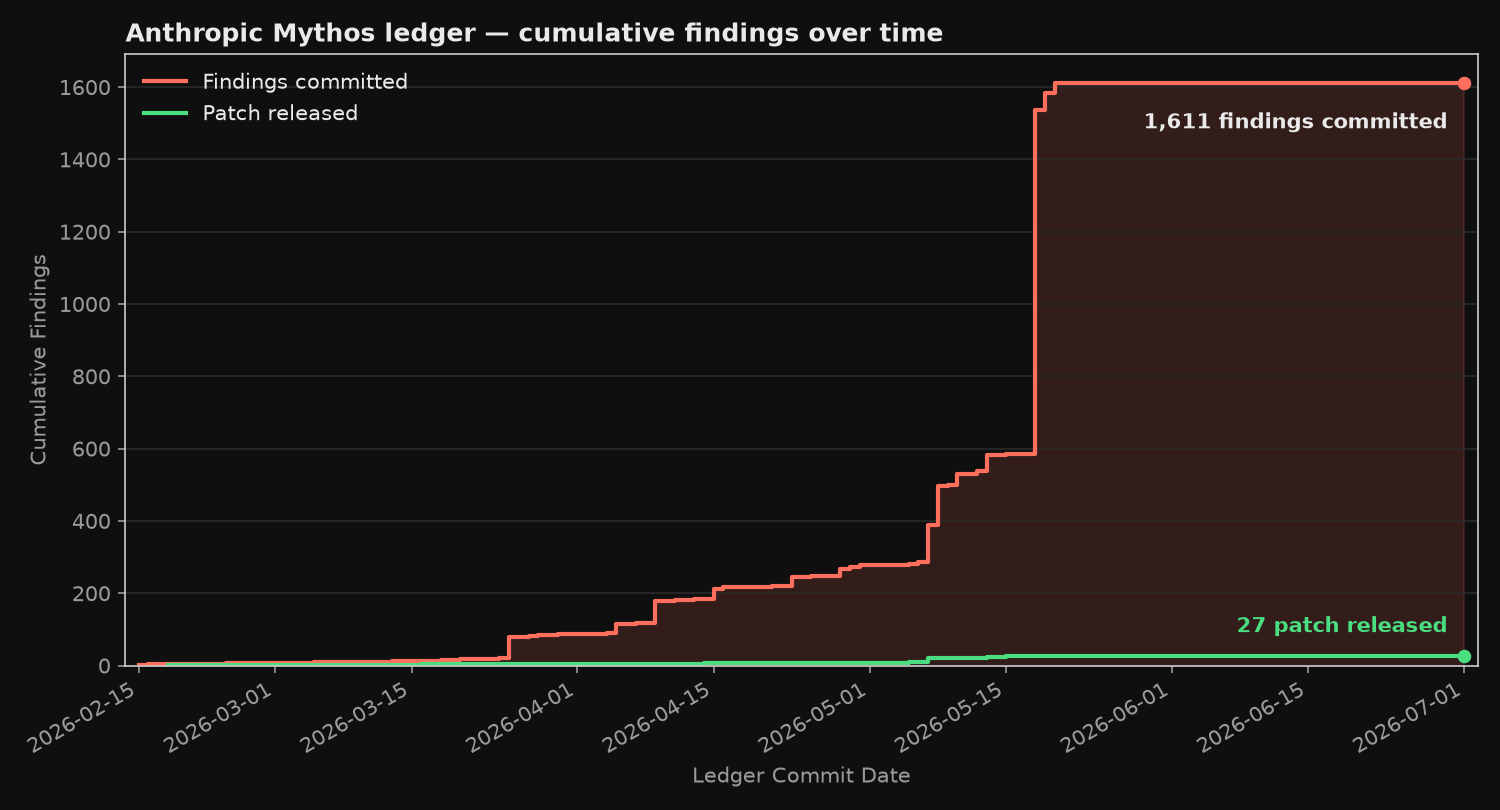 Anthropic Mythos ledger — cumulative findings over time
Findings committed
Patch released
1600
1400
1200
1000
800
600
400
200
0
Cumulative Findings
1,611 findings committed
27 patch released
2026-02-15
2026-03-01
2026-03-15
2026-04-01
2026-04-15
2026-05-01
2026-05-15
2026-06-01
2026-06-15
2026-07-01
Ledger Commit Date